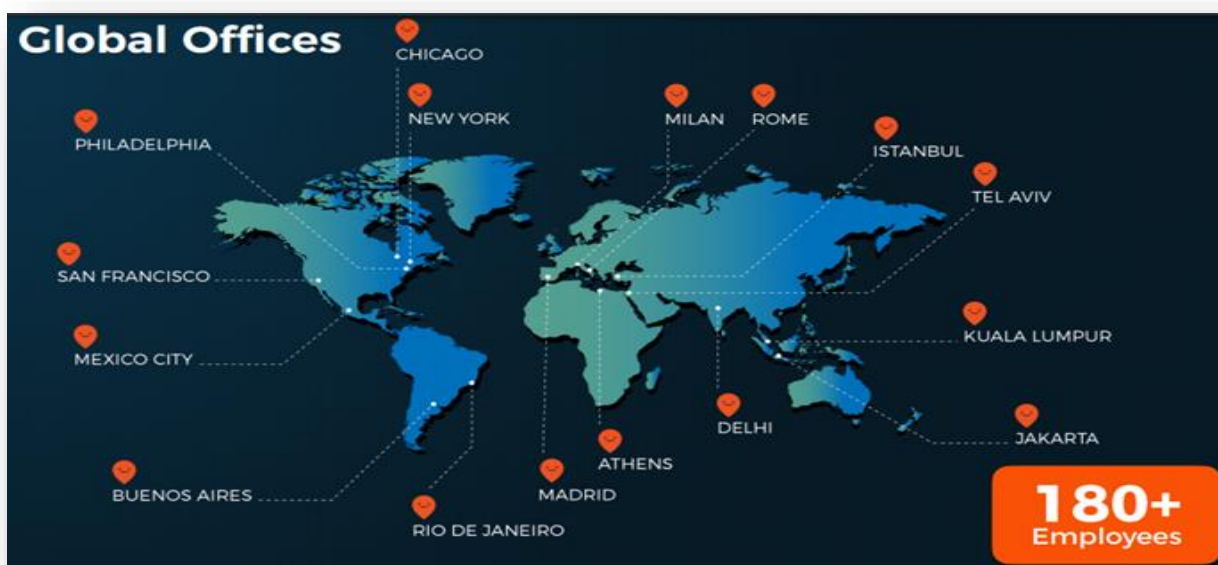 Global Offices
CHICAGO
NEW YORK
MILAN
ROME
PHILADELPHIA
ISTANBUL
TEL AVIV
SAN FRANCISCO
KUALA LUMPUR
MEXICO CITY
DELHI
JAKARTA
ATHENS
BUENOS AIRES
MADRID
RIO DE JANEIRO
180+
Employees